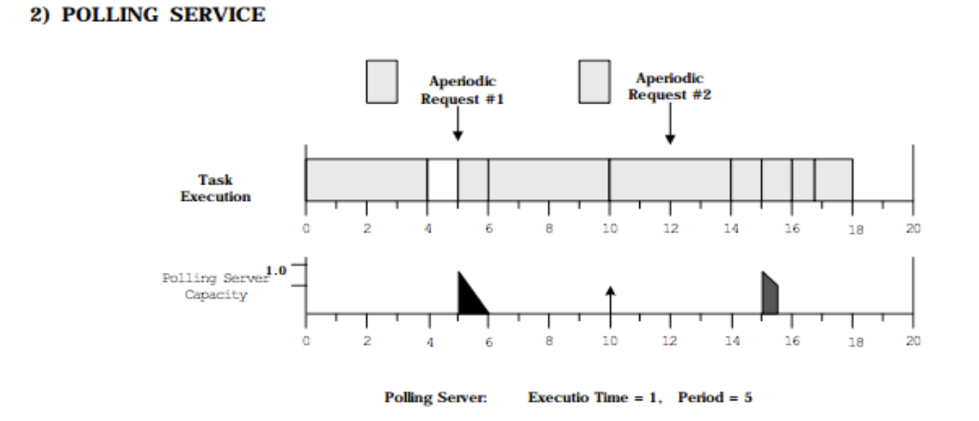 2) POLLING SERVICE
Aperiodic
Request #1
Aperiodic
Request #2
Task
Execution
0 2 4 6 8 10 12 14 16 18 20
1.0
Polling Server
Capacity
0 2 4 6 8 10 12 14 16 18 20
Polling Server: Executio Time = 1, Period = 5